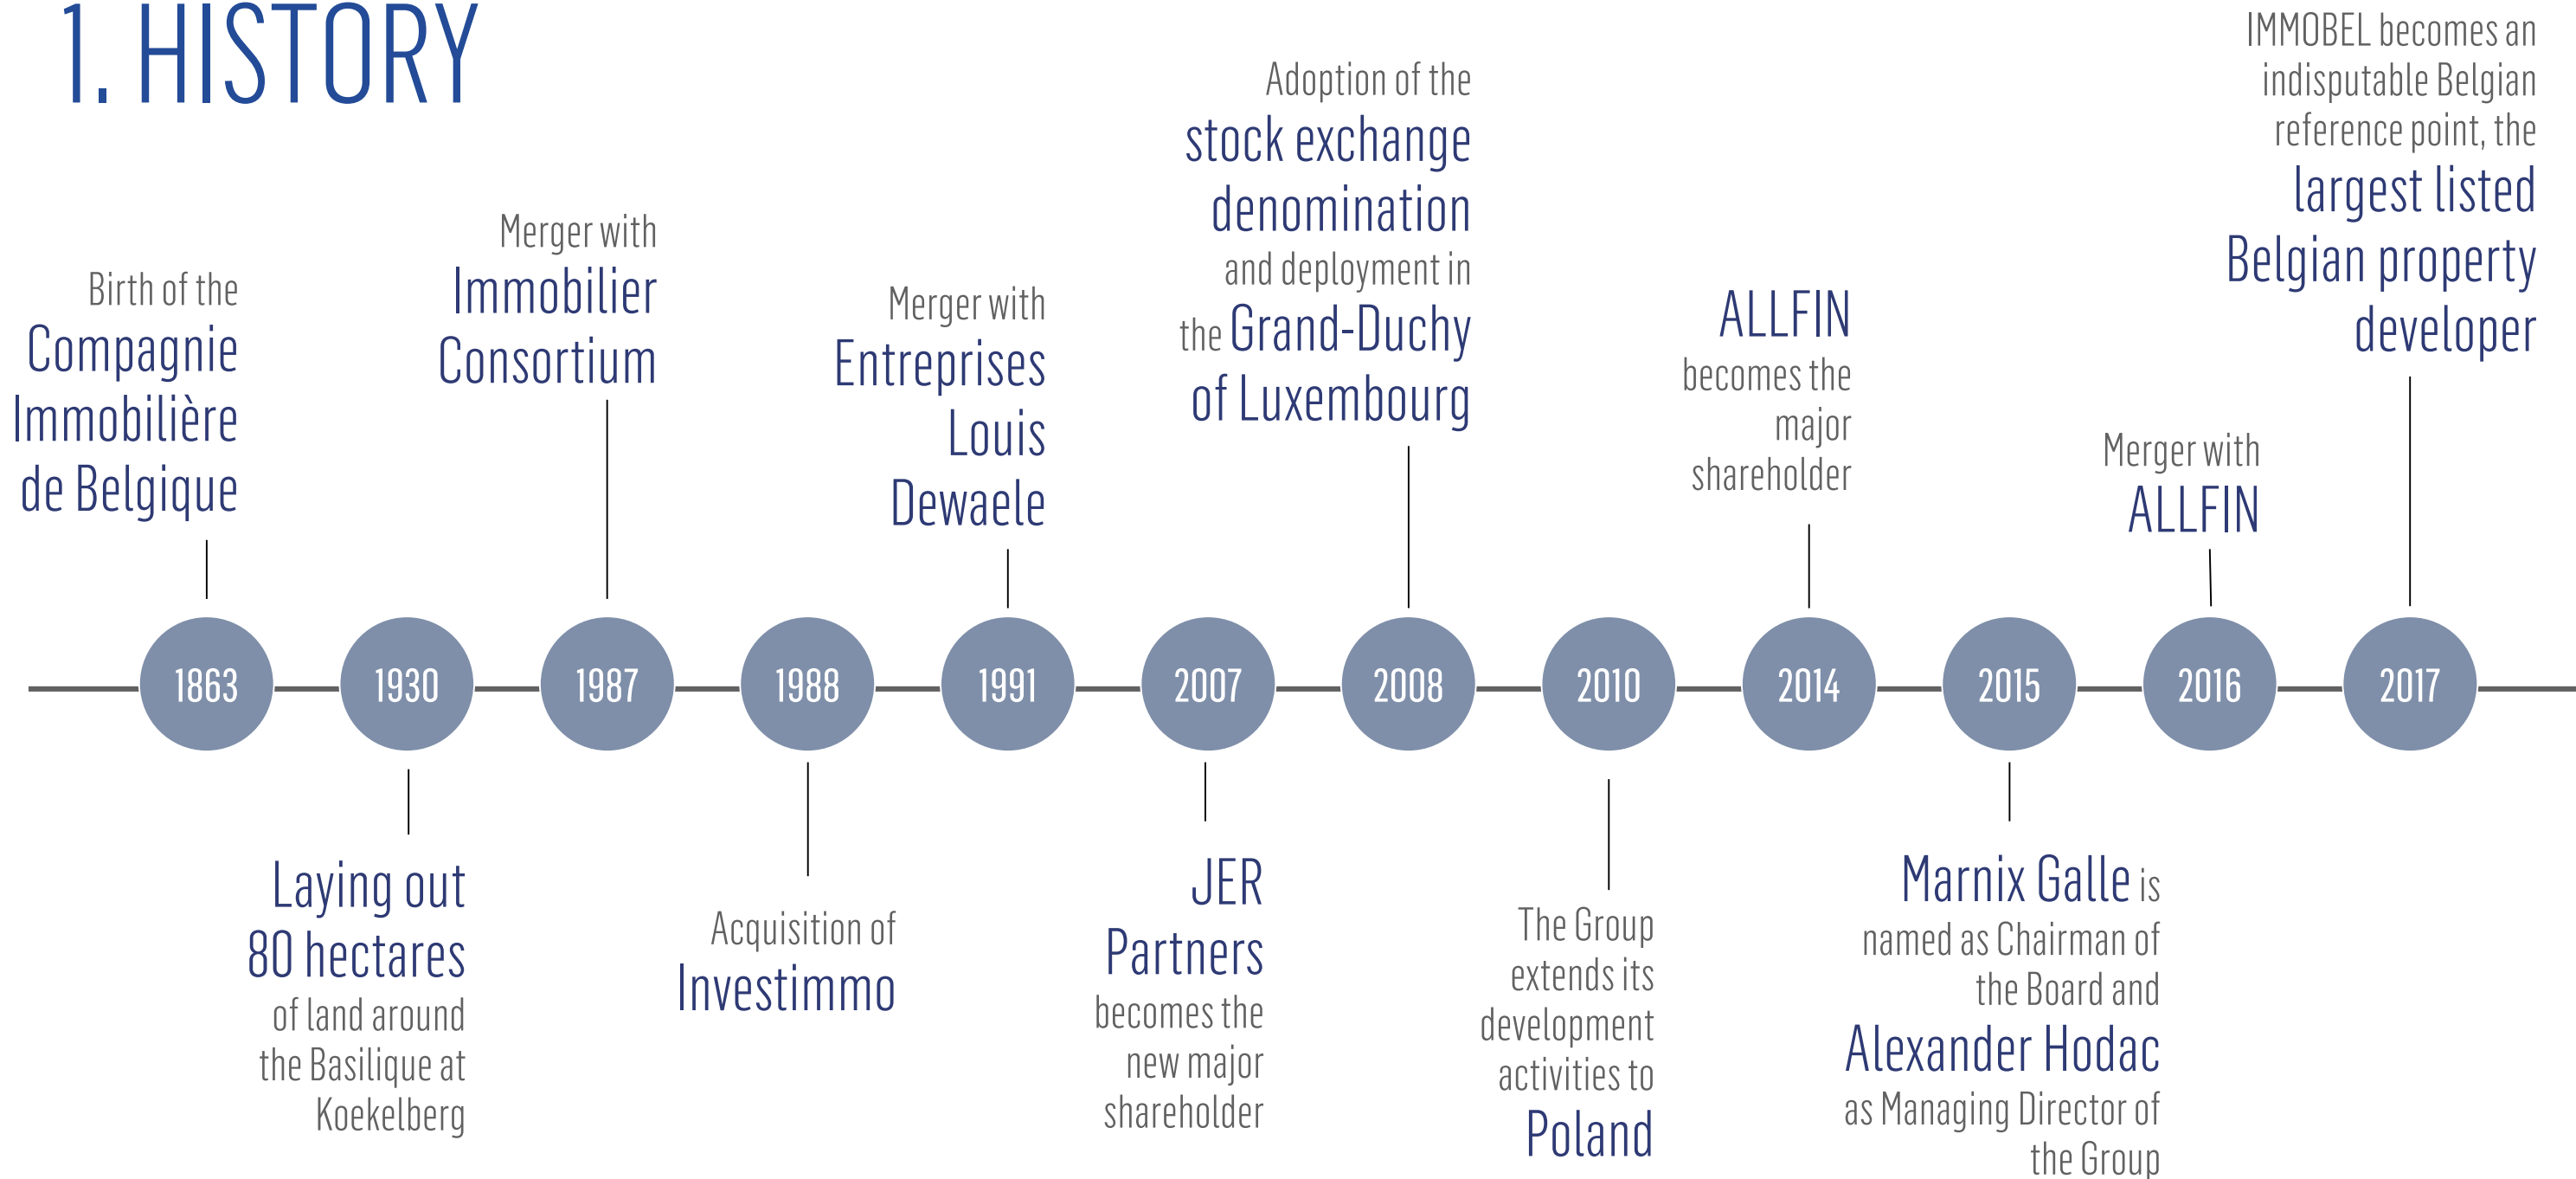 1. HISTORY
Birth of the
Compagnie
Immobilière
de Belgique
1863
1930
Laying out
80 hectares
of land around
the Basilique at
Koekelberg
Merger with
Immobilier
Consortium
1987
1988
Acquisition of
Investimmo
Merger with
Entreprises
Louis
Dewaele
1991
2007
JER
Partners
becomes the
new major
shareholder
Adoption of the
stock exchange
denomination
and deployment in
the Grand-Duchy
of Luxembourg
2008
2010
The Group
extends its
development
activities to
Poland
ALLFIN
becomes the
major
shareholder
2014
2015
Marnix Galle is
named as Chairman of
the Board and
Alexander Hodac
as Managing Director of
the Group
Merger with
ALLFIN
2016
IMMOBEL becomes an
indisputable Belgian
reference point, the
largest listed
Belgian property
developer
2017